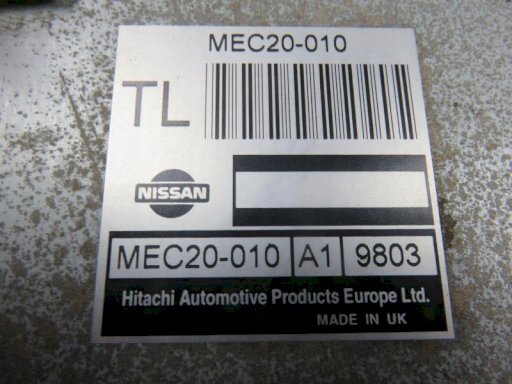 MEC20-010
TL
NISSAN
MEC20-010 A1 9803
Hitachi Automotive Products Europe Ltd.
MADE IN UK